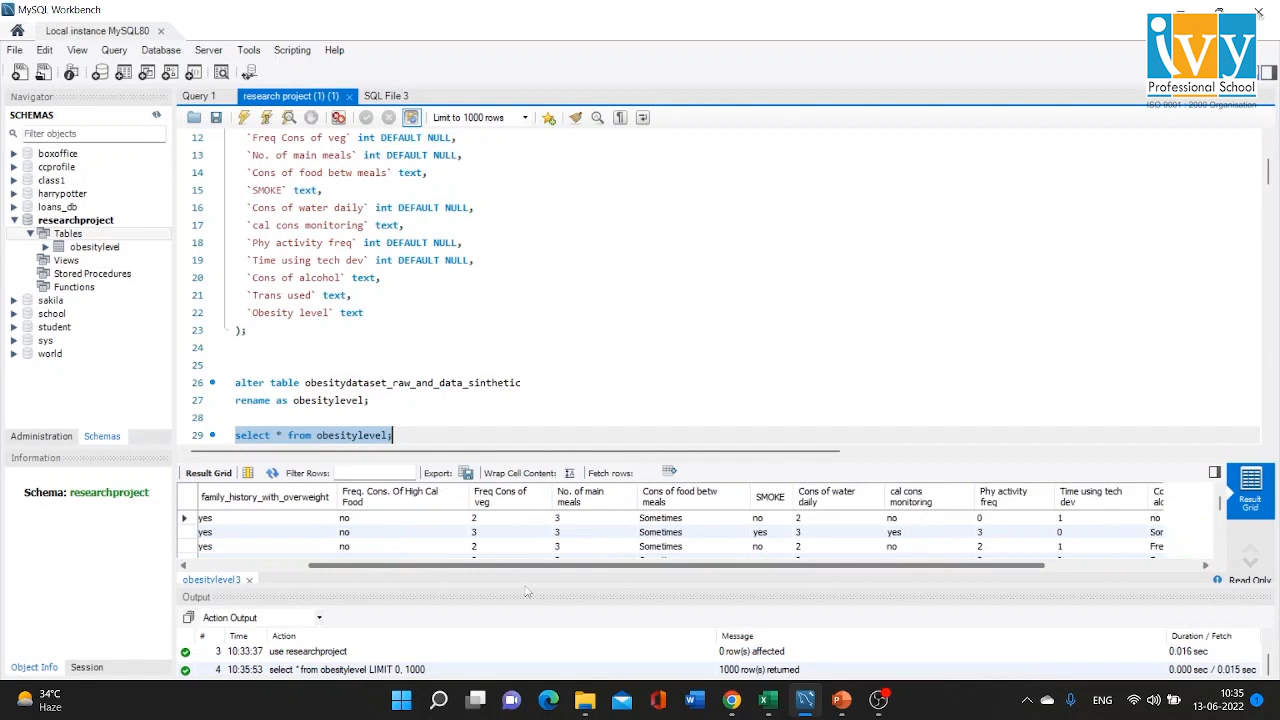 MySQL Workbench
Local instance MySQL80
File Edit View Query Database Server Tools Scripting Help
ivy
Professional School
ISO 9001 : 2000 Organisation
Navigator
SCHEMAS
Filter objects
boxoffice
ccprofile
class1
harrypotter
loans_db
researchproject
Tables
obesitylevel
Views
Stored Procedures
Functions
sakila
school
student
sys
world
Administration Schemas
Information
Schema: researchproject
Object Info Session
Query 1 research project (1) (1) SQL File 3
Limit to 1000 rows
12 `Freq Cons of veg` int DEFAULT NULL,
13 `No. of main meals` int DEFAULT NULL,
14 `Cons of food betw meals` text,
15 `SMOKE` text,
16 `Cons of water daily` int DEFAULT NULL,
17 `cal cons monitoring` text,
18 `Phy activity freq` int DEFAULT NULL,
19 `Time using tech dev` int DEFAULT NULL,
20 `Cons of alcohol` text,
21 `Trans used` text,
22 `Obesity level` text
23 );
24
25
26 alter table obesitydataset_raw_and_data_sinthetic
27 rename as obesitylevel;
28
29 select * from obesitylevel;
Result Grid Filter Rows: Export: Wrap Cell Content: Fetch rows:
family_history_with_overweight Freq. Cons. Of High Cal Food Freq Cons of veg No. of main meals Cons of food betw meals SMOKE Cons of water daily cal cons monitoring Phy activity freq Time using tech dev Co alc
yes no 2 3 Sometimes no 2 no 0 1 no
yes no 3 3 Sometimes yes 3 yes 3 0 Sor
yes no 2 3 Sometimes no 2 no 2 1 Fre
Result Grid
obesitylevel3 Read Only
Output
Action Output
# Time Action Message Duration / Fetch
3 10:33:37 use researchproject 0 row(s) affected 0.016 sec
4 10:35:53 select * from obesitylevel LIMIT 0, 1000 1000 row(s) returned 0.000 sec / 0.015 sec
34°C
Haze
ENG
10:35
13-06-2022